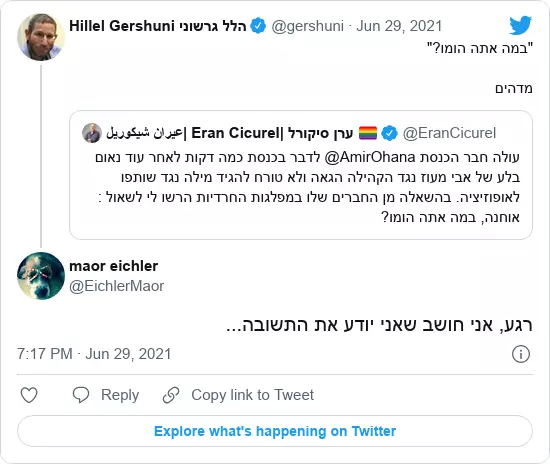 Hillel Gershuni הלל גרשוני @gershuni · Jun 29, 2021
"במה אתה הומו?"
מדהים
ערן סיקורל |Eran Cicurel |عيران شيكوريل @EranCicurel
עולה חבר הכנסת @AmirOhana לדבר בכנסת כמה דקות לאחר עוד נאום
בלע של אבי מעוז נגד הקהילה הגאה ולא טורח להגיד מילה נגד שותפו
לאופוזיציה. בהשאלה מן החברים שלו במפלגות החרדיות הרשו לי לשאול :
אוחנה, במה אתה הומו?
maor eichler
@EichlerMaor
רגע, אני חושב שאני יודע את התשובה...
7:17 PM · Jun 29, 2021
Reply Copy link to Tweet
Explore what's happening on Twitter